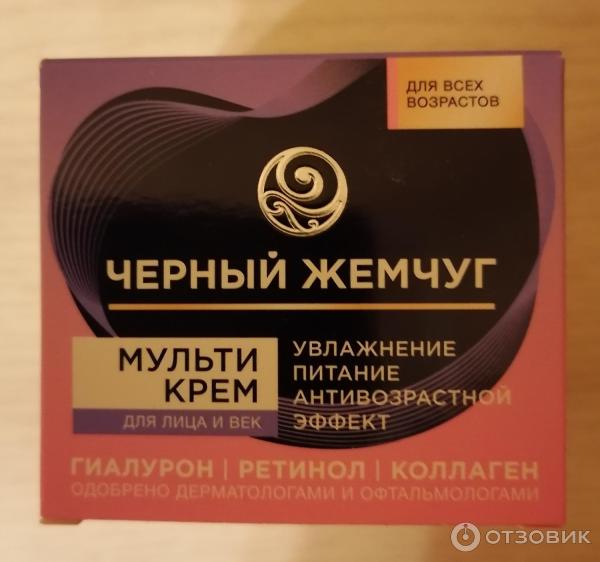 ДЛЯ ВСЕХ
ВОЗРАСТОВ
ЧЕРНЫЙ ЖЕМЧУГ
МУЛЬТИ
КРЕМ
ДЛЯ ЛИЦА И ВЕК
УВЛАЖНЕНИЕ
ПИТАНИЕ
АНТИВОЗРАСТНОЙ
ЭФФЕКТ
ГИАЛУРОН | РЕТИНОЛ | КОЛЛАГЕН
ОДОБРЕНО ДЕРМАТОЛОГАМИ И ОФТАЛЬМОЛОГАМИ
ОТЗОВИК